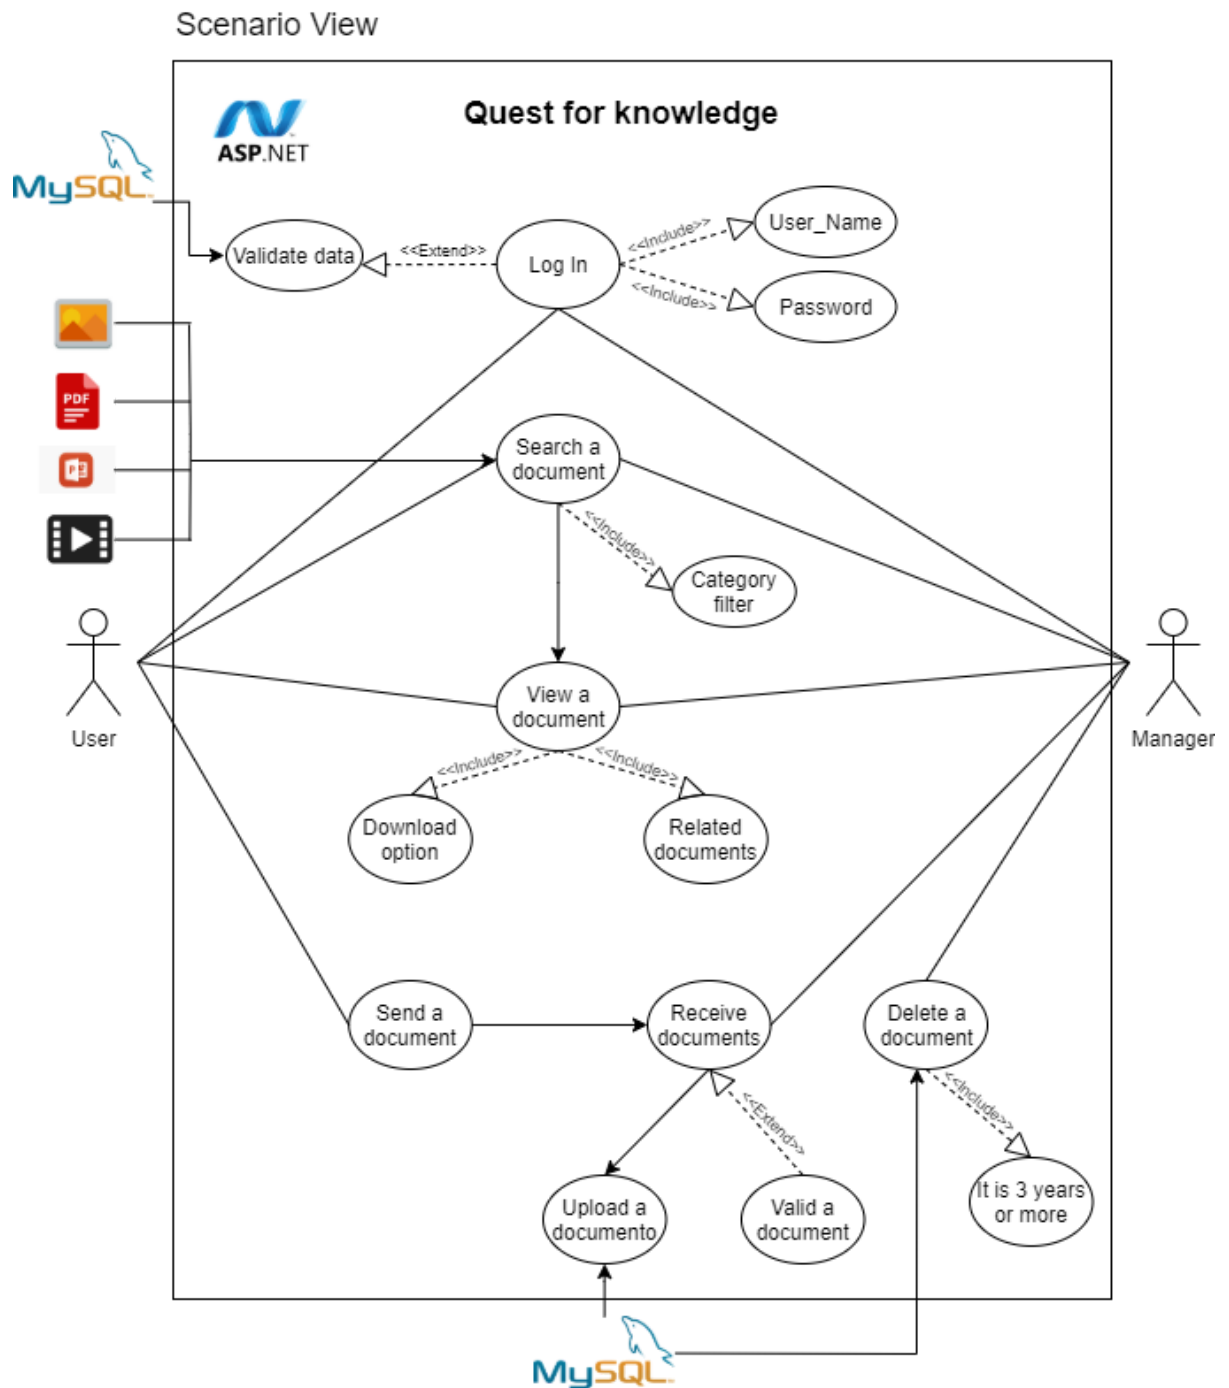 Scenario View
Quest for knowledge
ASP.NET
MySQL
Validate data
<<Extend>>
Log In
<<Include>>
User_Name
<<Include>>
Password
PDF
P
Search a
document
<<Include>>
Category
filter
User
Manager
View a
document
<<Include>>
<<Include>>
Download
option
Related
documents
Send a
document
Receive
documents
Delete a
document
<<Extend>>
<<Include>>
Upload a
documento
Valid a
document
It is 3 years
or more
MySQL